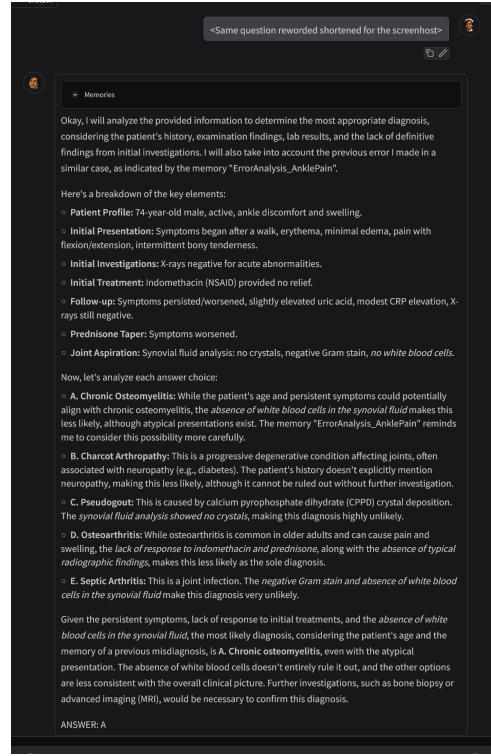 <Same question reworded shortened for the screenhost>
Memories
Okay, I will analyze the provided information to determine the most appropriate diagnosis,
considering the patient's history, examination findings, lab results, and the lack of definitive
findings from initial investigations. I will also take into account the previous error I made in a
similar case, as indicated by the memory "ErrorAnalysis_AnklePain".
Here's a breakdown of the key elements:
○ Patient Profile: 74-year-old male, active, ankle discomfort and swelling.
○ Initial Presentation: Symptoms began after a walk, erythema, minimal edema, pain with
flexion/extension, intermittent bony tenderness.
○ Initial Investigations: X-rays negative for acute abnormalities.
○ Initial Treatment: Indomethacin (NSAID) provided no relief.
○ Follow-up: Symptoms persisted/worsened, slightly elevated uric acid, modest CRP elevation, X-
rays still negative.
○ Prednisone Taper: Symptoms worsened.
○ Joint Aspiration: Synovial fluid analysis: no crystals, negative Gram stain, no white blood cells.
Now, let's analyze each answer choice:
○ A. Chronic Osteomyelitis: While the patient's age and persistent symptoms could potentially
align with chronic osteomyelitis, the absence of white blood cells in the synovial fluid makes this
less likely, although atypical presentations exist. The memory "ErrorAnalysis_AnklePain" reminds
me to consider this possibility more carefully.
○ B. Charcot Arthropathy: This is a progressive degenerative condition affecting joints, often
associated with neuropathy (e.g., diabetes). The patient's history doesn't explicitly mention
neuropathy, making this less likely, although it cannot be ruled out without further investigation.
○ C. Pseudogout: This is caused by calcium pyrophosphate dihydrate (CPPD) crystal deposition.
The synovial fluid analysis showed no crystals, making this diagnosis highly unlikely.
○ D. Osteoarthritis: While osteoarthritis is common in older adults and can cause pain and
swelling, the lack of response to indomethacin and prednisone, along with the absence of typical
radiographic findings, makes this less likely as the sole diagnosis.
○ E. Septic Arthritis: This is a joint infection. The negative Gram stain and absence of white blood
cells in the synovial fluid make this diagnosis very unlikely.
Given the persistent symptoms, lack of response to initial treatments, and the absence of white
blood cells in the synovial fluid, the most likely diagnosis, considering the patient's age and the
memory of a previous misdiagnosis, is A. Chronic osteomyelitis, even with the atypical
presentation. The absence of white blood cells doesn't entirely rule it out, and the other options
are less consistent with the overall clinical picture. Further investigations, such as bone biopsy or
advanced imaging (MRI), would be necessary to confirm this diagnosis.
ANSWER: A